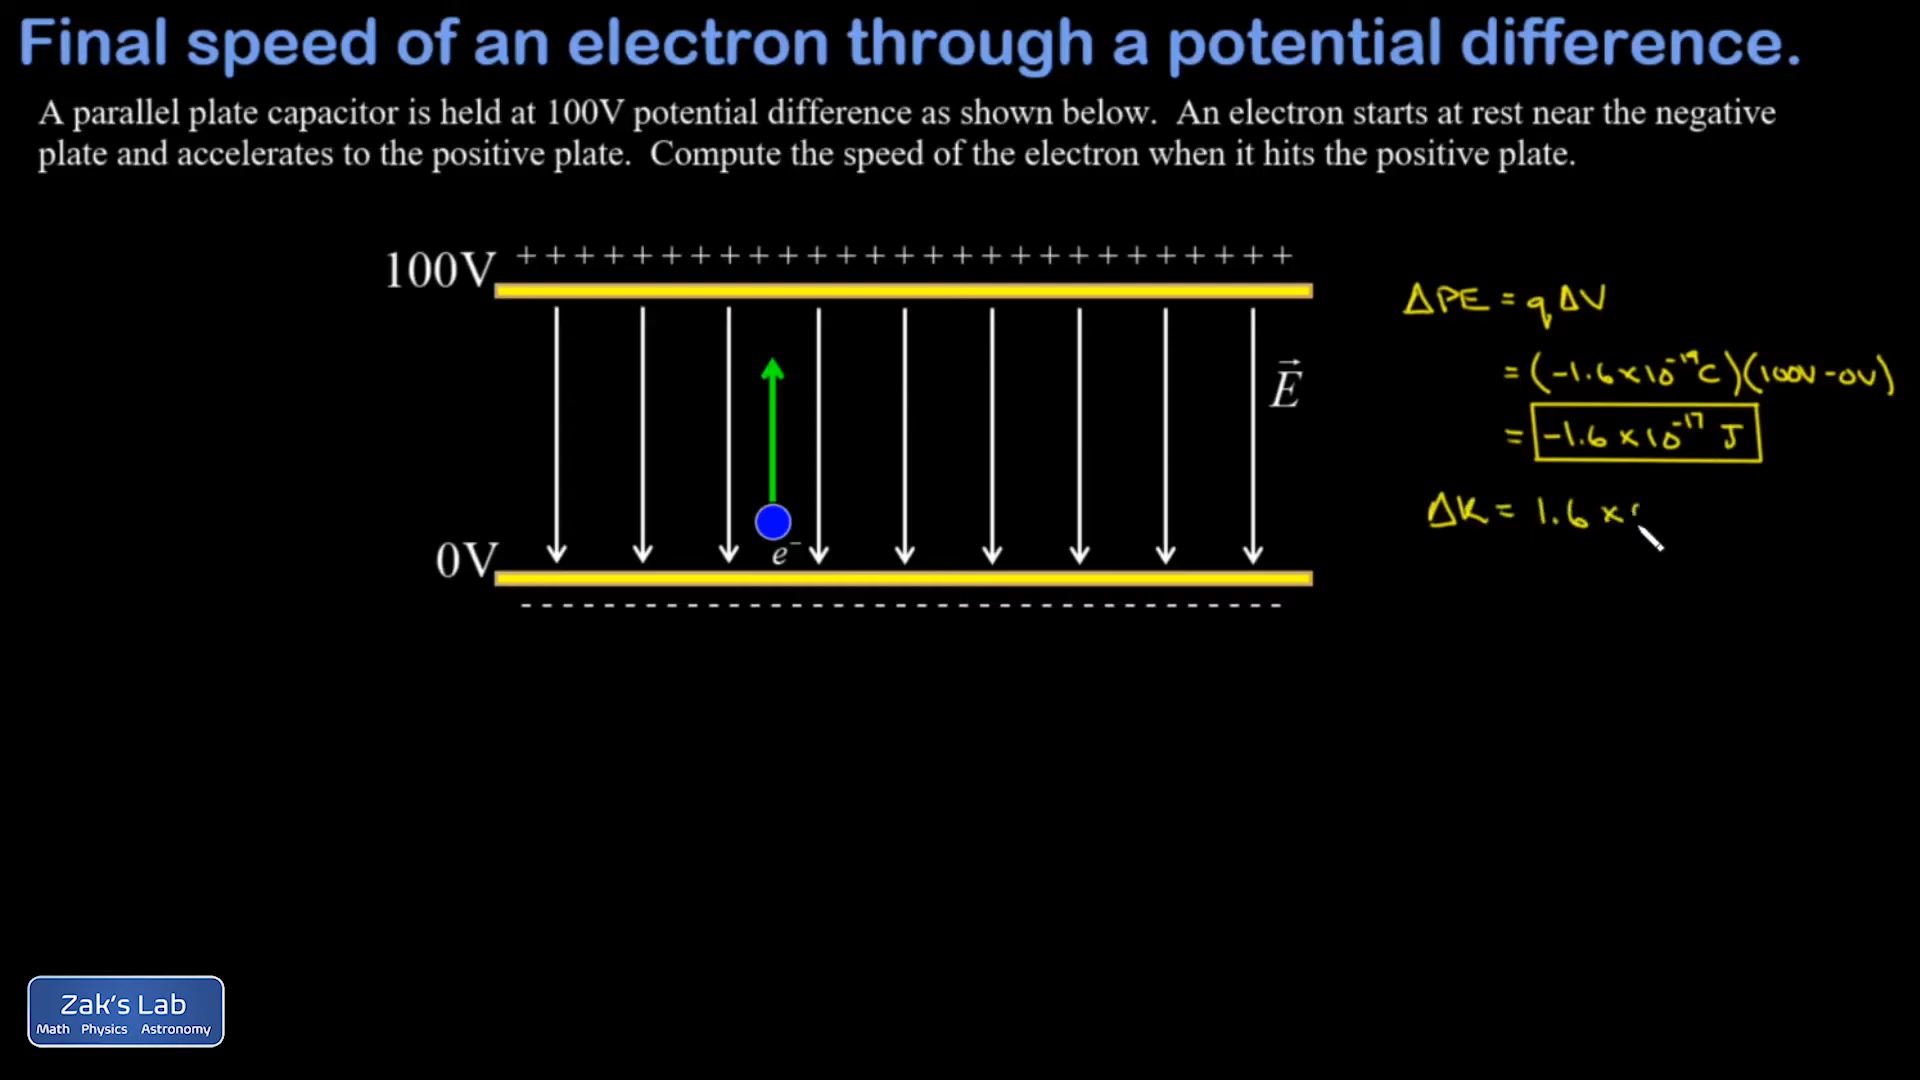 Final speed of an electron through a potential difference.
A parallel plate capacitor is held at 100V potential difference as shown below. An electron starts at rest near the negative
plate and accelerates to the positive plate. Compute the speed of the electron when it hits the positive plate.
100V + + + + + + + + + + + + + + + + + + + + + + + + + + +
ΔPE = qΔV
= (-1.6×10⁻¹⁹C)(100V-0V)
E⃗
= -1.6×10⁻¹⁷ J
ΔK = 1.6 ×
0V
e⁻
- - - - - - - - - - - - - - - - - - - - - - - - - - - - - - - - - - - - -
Zak's Lab
Math Physics Astronomy